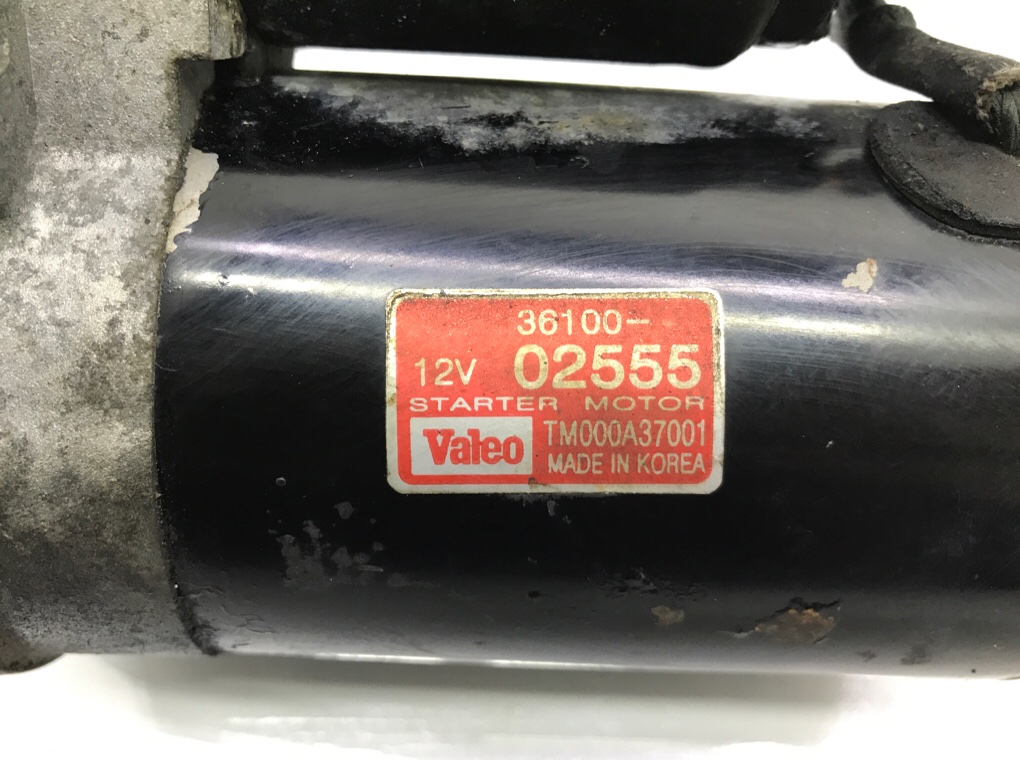 36100-
12V 02555
STARTER MOTOR
Valeo TM000A37001
MADE IN KOREA